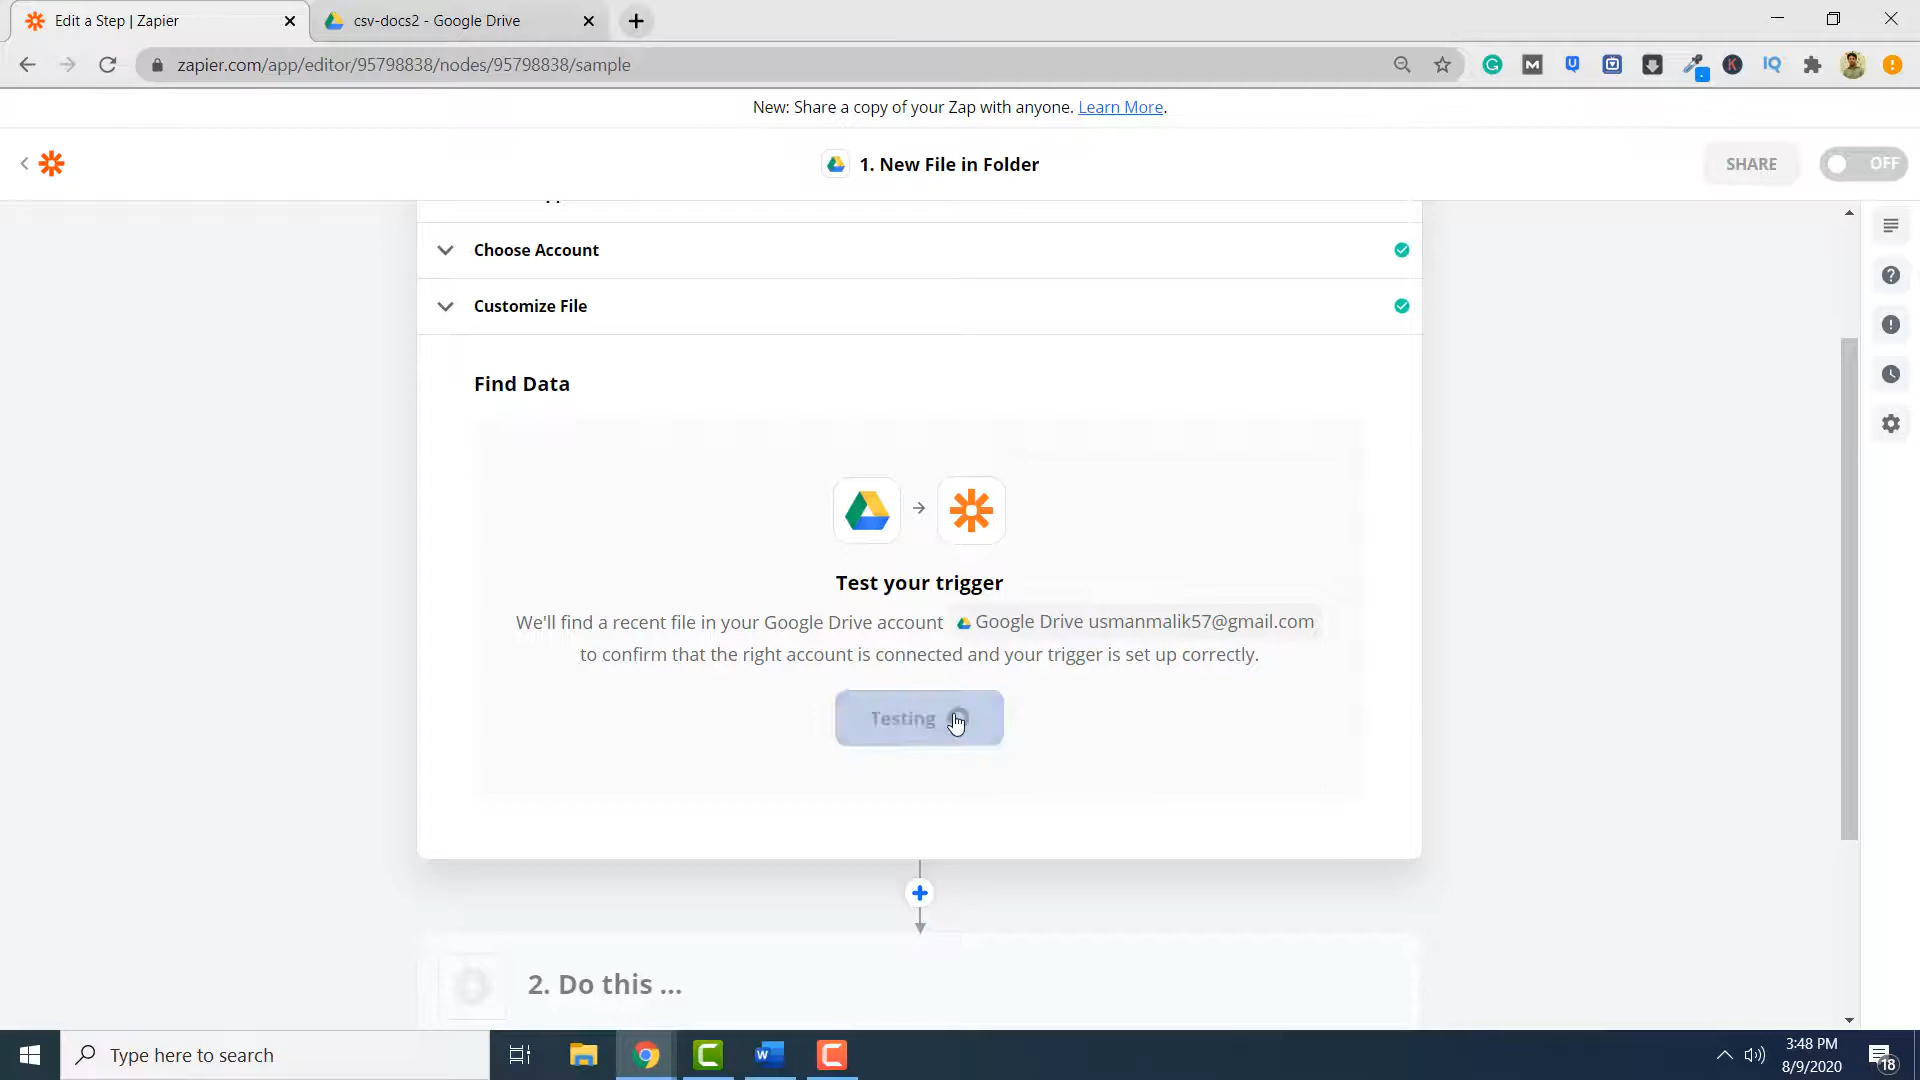 Edit a Step | Zapier
csv-docs2 - Google Drive
zapier.com/app/editor/95798838/nodes/95798838/sample
New: Share a copy of your Zap with anyone. Learn More.
1. New File in Folder
SHARE
OFF
Choose Account
Customize File
Find Data
Test your trigger
We'll find a recent file in your Google Drive account Google Drive usmanmalik57@gmail.com
to confirm that the right account is connected and your trigger is set up correctly.
Testing
2. Do this ...
Type here to search
3:48 PM
8/9/2020
18